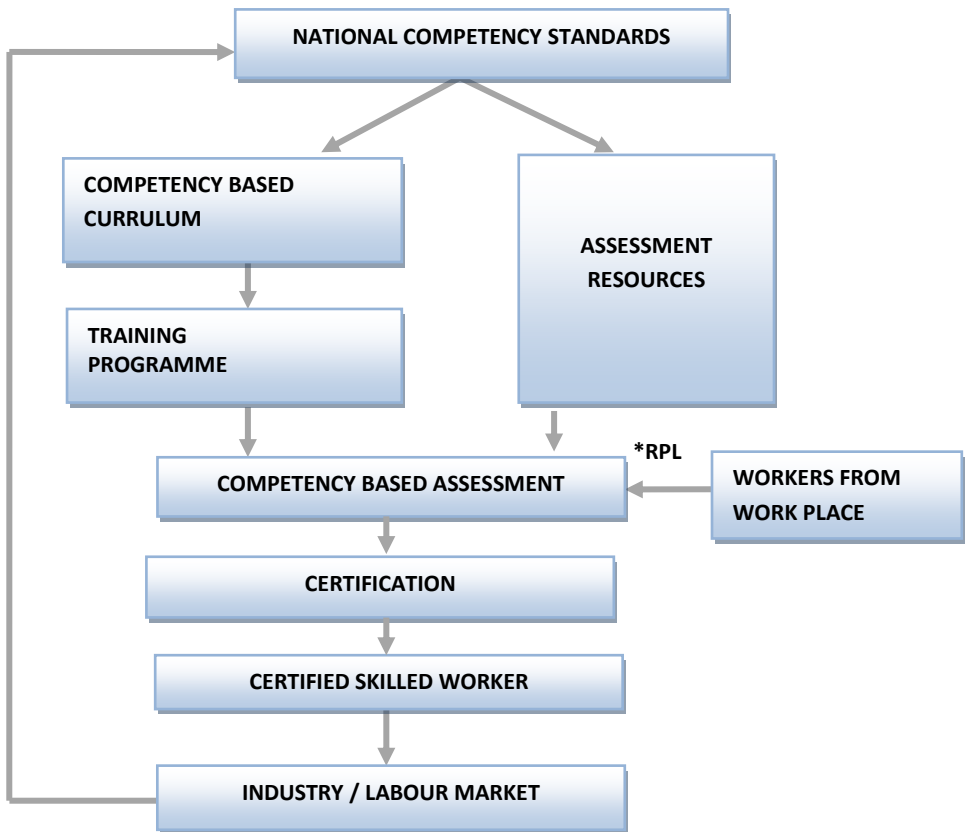 NATIONAL COMPETENCY STANDARDS
COMPETENCY BASED
CURRULUM
ASSESSMENT
RESOURCES
TRAINING
PROGRAMME
*RPL
COMPETENCY BASED ASSESSMENT
WORKERS FROM
WORK PLACE
CERTIFICATION
CERTIFIED SKILLED WORKER
INDUSTRY / LABOUR MARKET